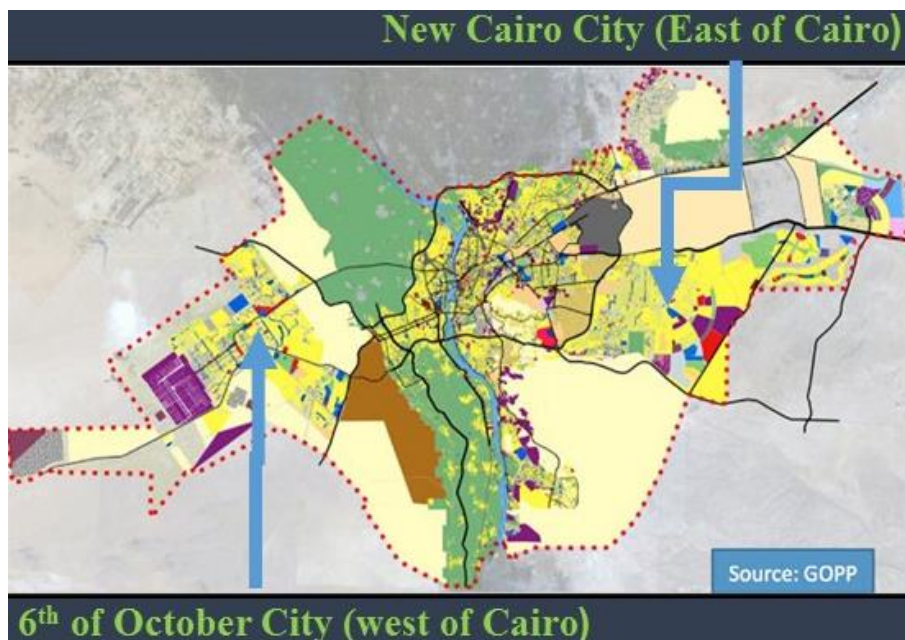 New Cairo City (East of Cairo)
Source: GOPP
6th of October City (west of Cairo)